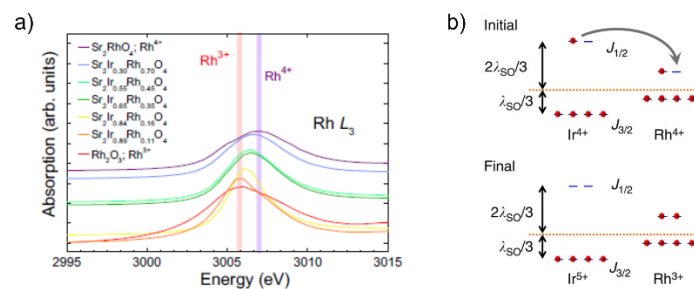 a)
Absorption (arb. units)
Sr2RhO4; Rh4+
Sr2Ir0.30Rh0.70O4
Sr2Ir0.55Rh0.45O4
Sr2Ir0.65Rh0.35O4
Sr2Ir0.84Rh0.16O4
Sr2Ir0.89Rh0.11O4
Rh2O3; Rh3+
Rh3+
Rh4+
Rh L3
2995 3000 3005 3010 3015
Energy (eV)
b)
Initial
J1/2
2λSO/3
λSO/3
J3/2
Ir4+ Rh4+
Final
J1/2
2λSO/3
λSO/3
J3/2
Ir5+ Rh3+